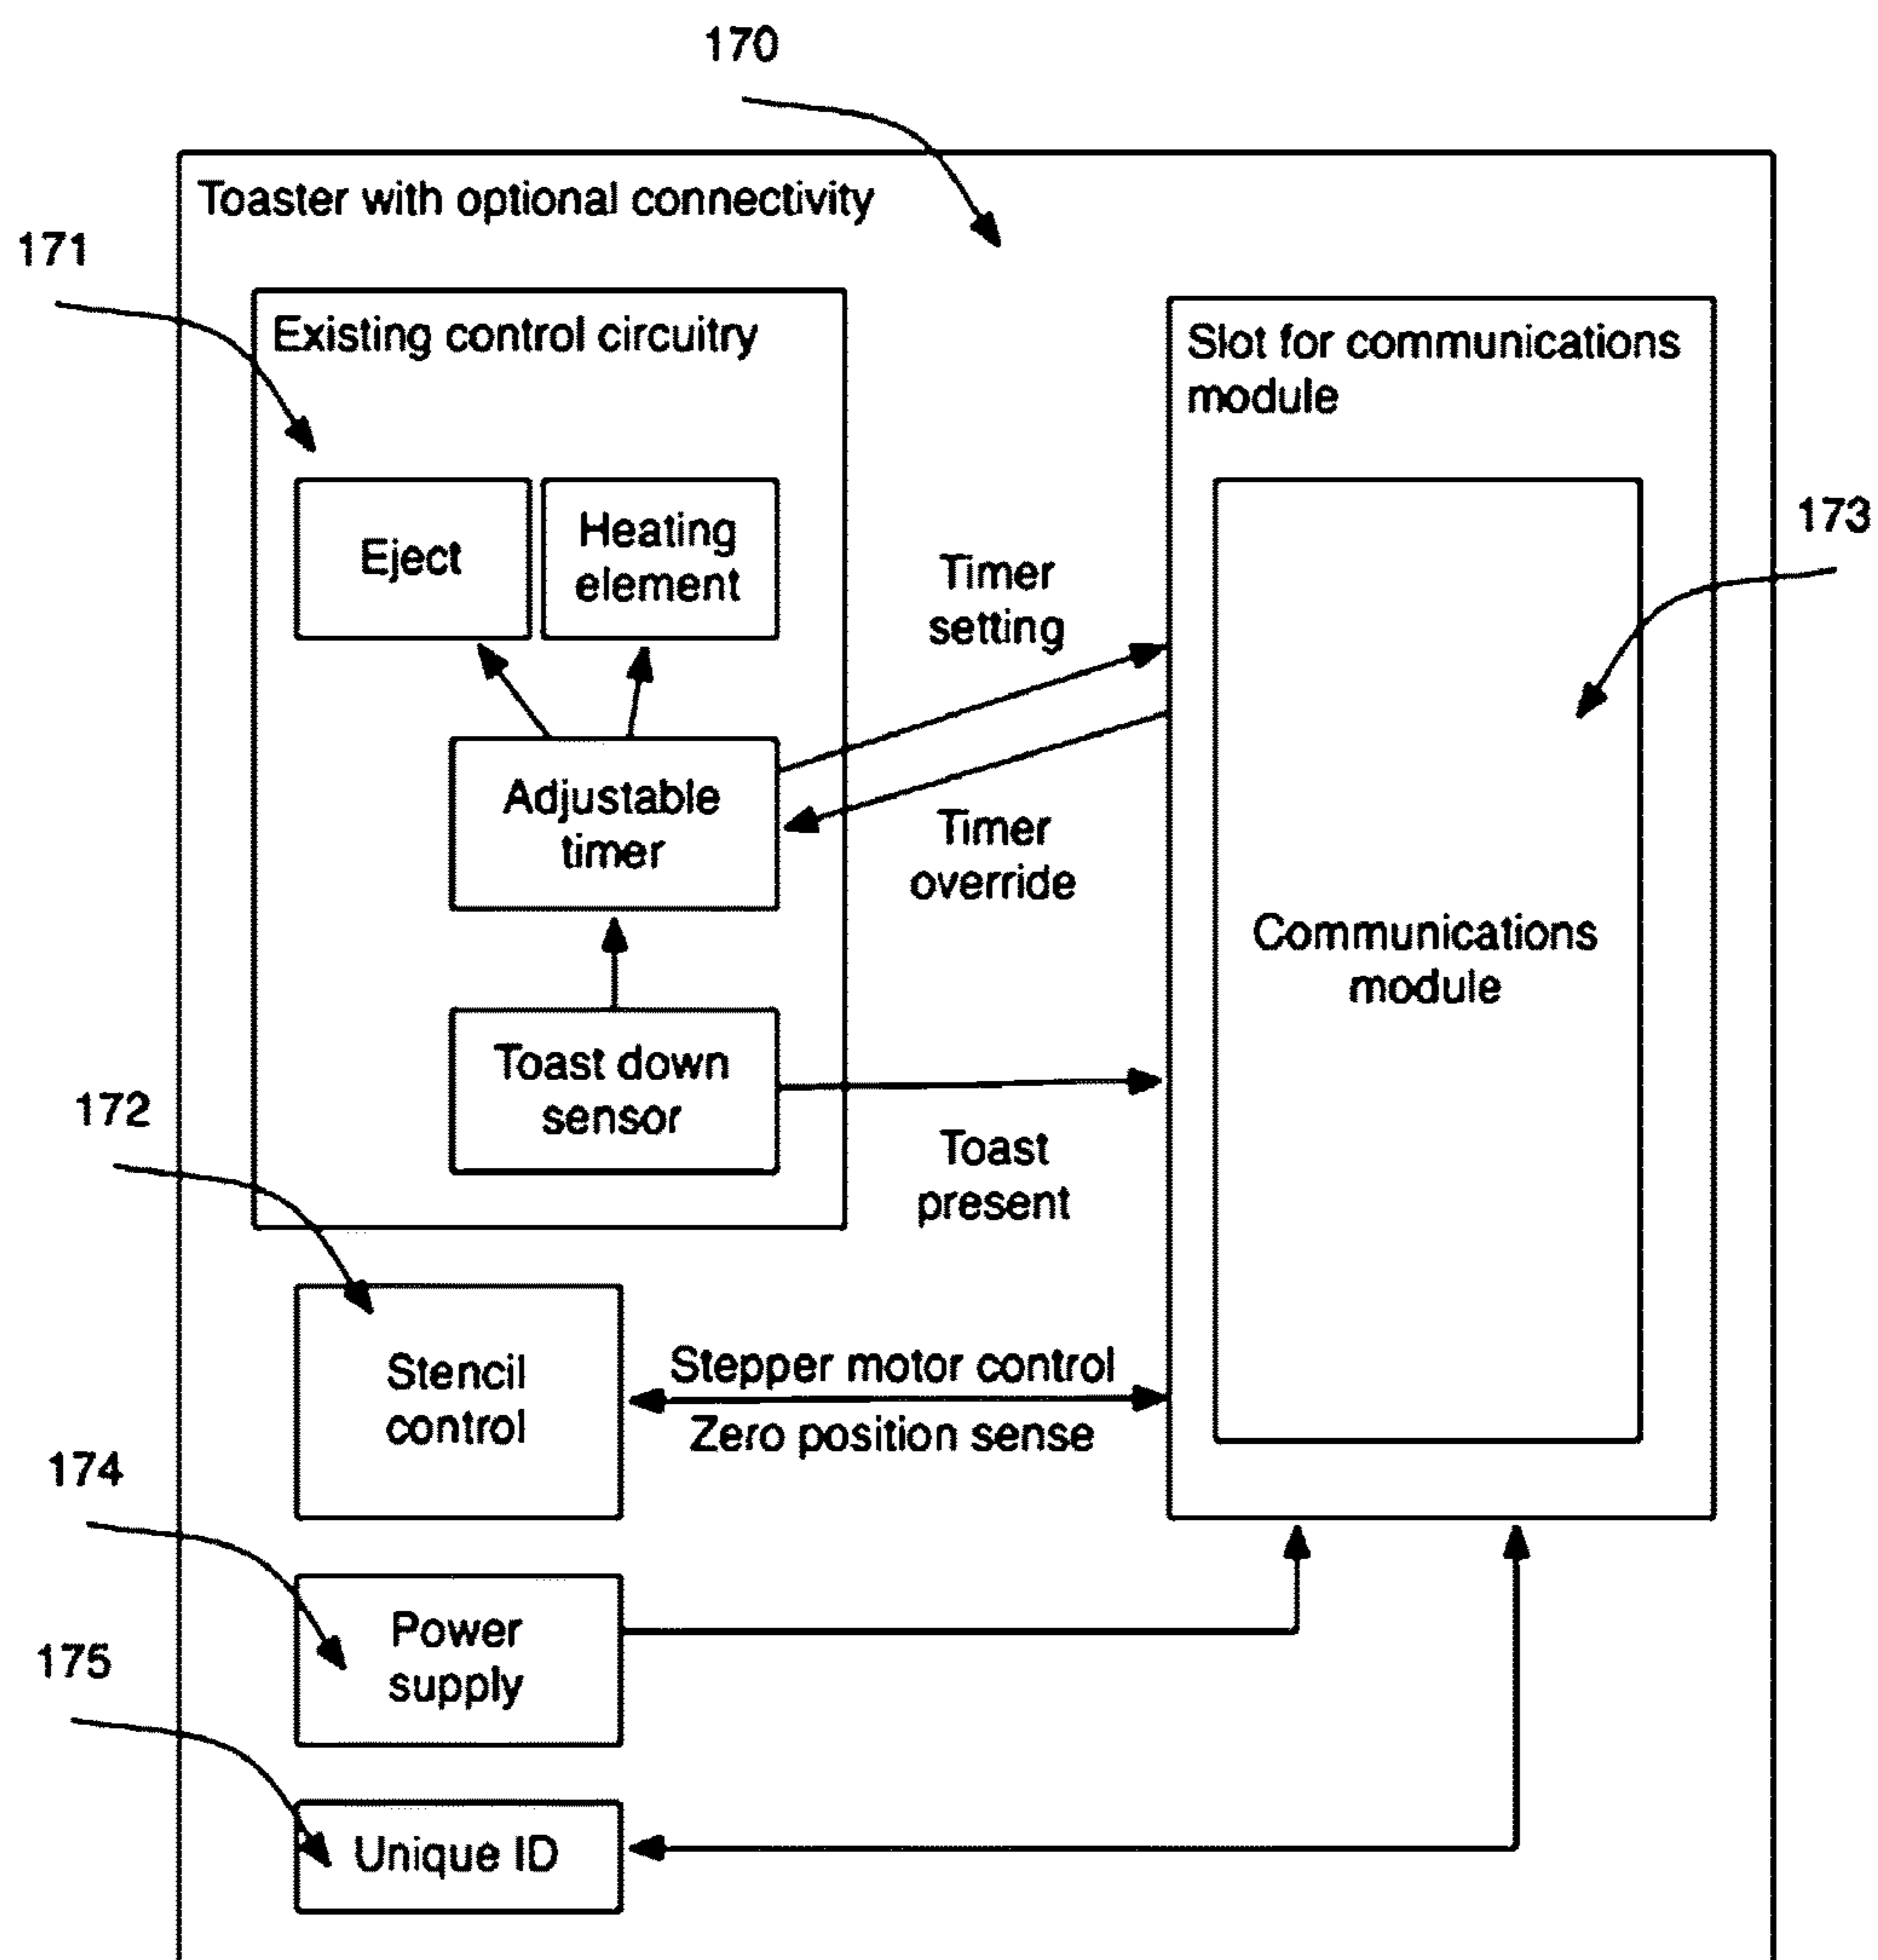 170
Toaster with optional connectivity
171
Existing control circuitry
Slot for communications
module
Eject
Heating
element
173
Timer
setting
Adjustable
timer
Timer
override
Communications
module
Toast down
sensor
172
Toast
present
Stencil
control
Stepper motor control
Zero position sense
174
Power
supply
175
Unique ID